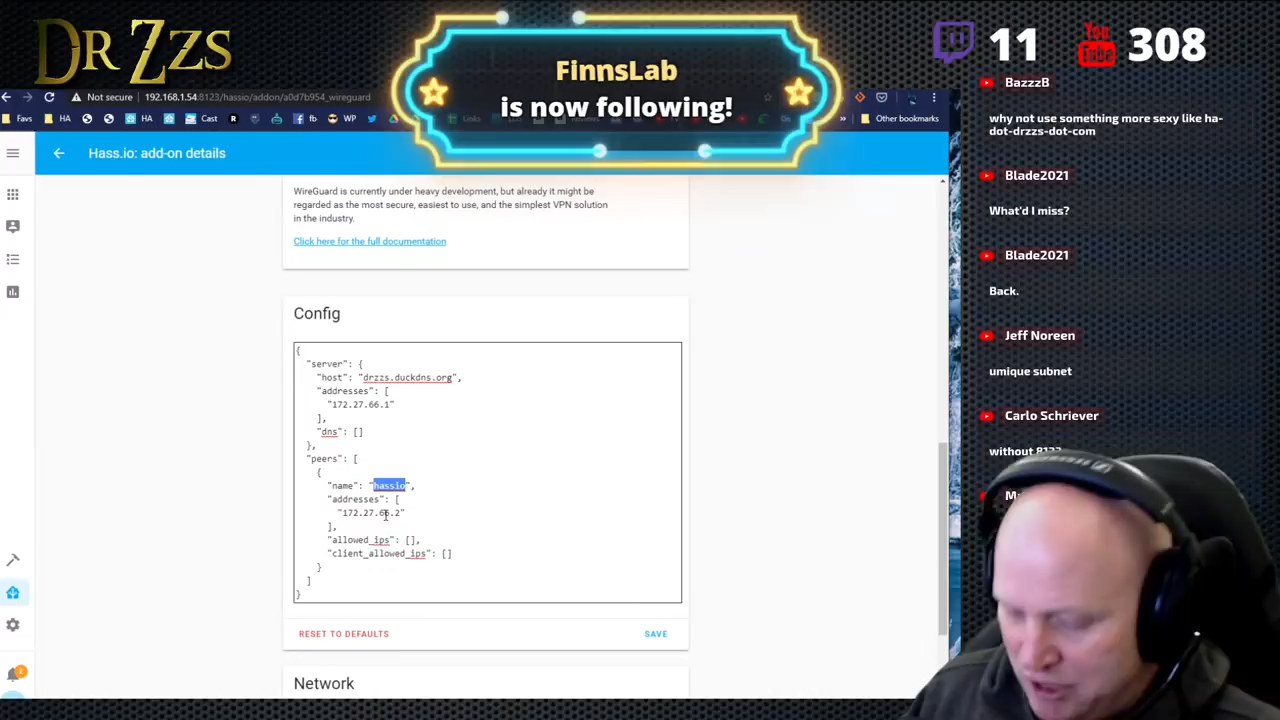 DR ZZS
FinnsLab
is now following!
11
You
Tube
308
Not secure
192.168.1.54:8123/hassio/addon/a0d7b954_wireguard
Favs
HA
HA
Cast
fb
WP
Links
Other bookmarks
Hass.io: add-on details
WireGuard is currently under heavy development, but already it might be
regarded as the most secure, easiest to use, and the simplest VPN solution
in the industry.
Click here for the full documentation
Config
{
"server": {
"host": "drzzs.duckdns.org",
"addresses": [
"172.27.66.1"
],
"dns": []
},
"peers": [
{
"name": "hassio",
"addresses": [
"172.27.66.2"
],
"allowed_ips": [],
"client_allowed_ips": []
}
]
}
RESET TO DEFAULTS
SAVE
Network
2
BazzzB
why not use something more sexy like ha-
dot-drzzs-dot-com
Blade2021
What'd I miss?
Blade2021
Back.
Jeff Noreen
umique subnet
Carlo Schriever
without